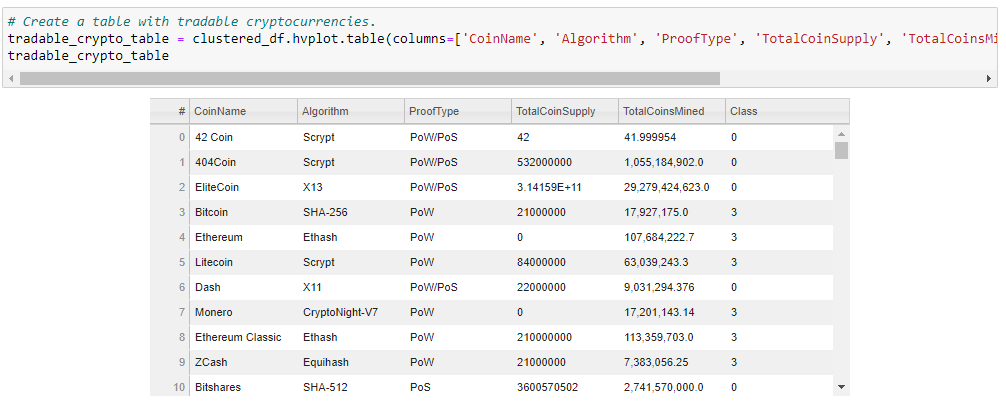 # Create a table with tradable cryptocurrencies.
tradable_crypto_table = clustered_df.hvplot.table(columns=['CoinName', 'Algorithm', 'ProofType', 'TotalCoinSupply', 'TotalCoinsMi
tradable_crypto_table
# CoinName Algorithm ProofType TotalCoinSupply TotalCoinsMined Class
0 42 Coin Scrypt PoW/PoS 42 41.999954 0
1 404Coin Scrypt PoW/PoS 532000000 1,055,184,902.0 0
2 EliteCoin X13 PoW/PoS 3.14159E+11 29,279,424,623.0 0
3 Bitcoin SHA-256 PoW 21000000 17,927,175.0 3
4 Ethereum Ethash PoW 0 107,684,222.7 3
5 Litecoin Scrypt PoW 84000000 63,039,243.3 3
6 Dash X11 PoW/PoS 22000000 9,031,294.376 0
7 Monero CryptoNight-V7 PoW 0 17,201,143.14 3
8 Ethereum Classic Ethash PoW 210000000 113,359,703.0 3
9 ZCash Equihash PoW 21000000 7,383,056.25 3
10 Bitshares SHA-512 PoS 3600570502 2,741,570,000.0 0